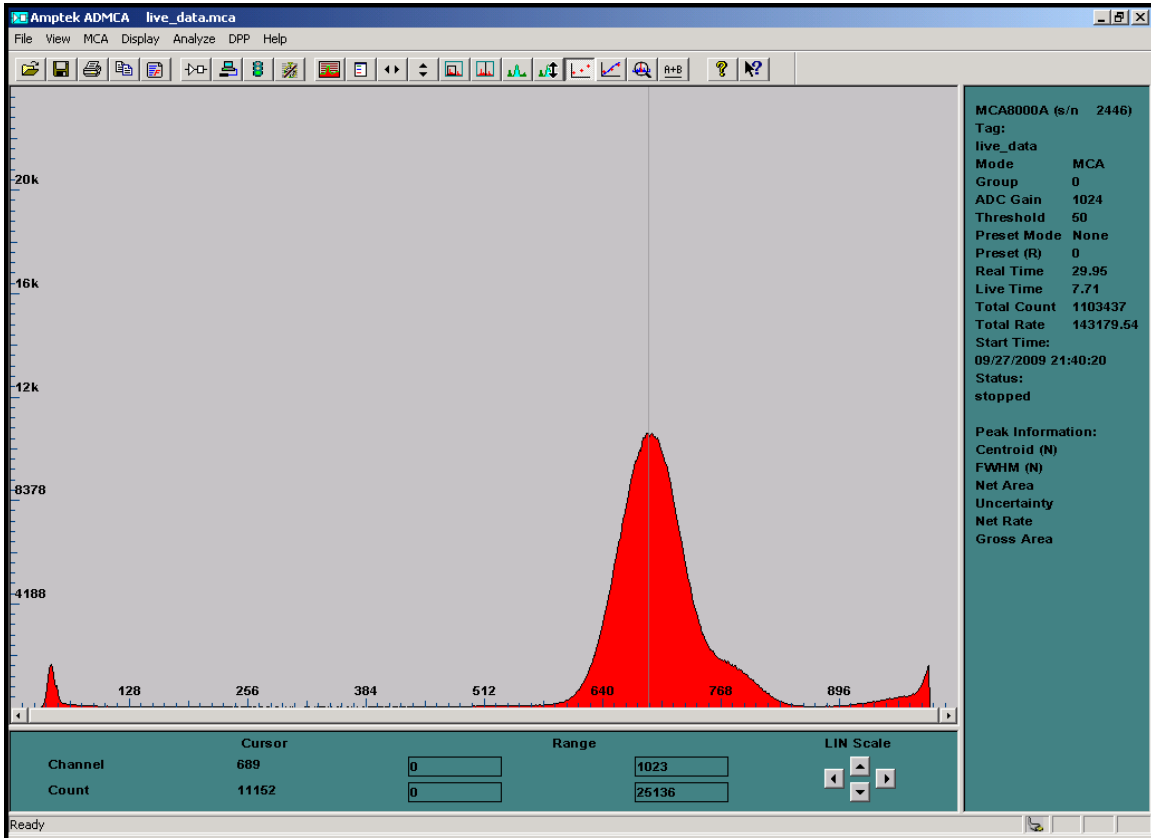 Amptek ADMCA live_data.mca
File View MCA Display Analyze DPP Help
A+B
MCA8000A (s/n 2446)
Tag:
live_data
Mode MCA
Group 0
ADC Gain 1024
Threshold 50
Preset Mode None
Preset (R) 0
Real Time 29.95
Live Time 7.71
Total Count 1103437
Total Rate 143179.54
Start Time:
09/27/2009 21:40:20
Status:
stopped
Peak Information:
Centroid (N)
FWHM (N)
Net Area
Uncertainty
Net Rate
Gross Area
20k
16k
12k
8378
4188
128 256 384 512 640 768 896
Cursor Range LIN Scale
Channel 689 0 1023
Count 11152 0 25136
Ready